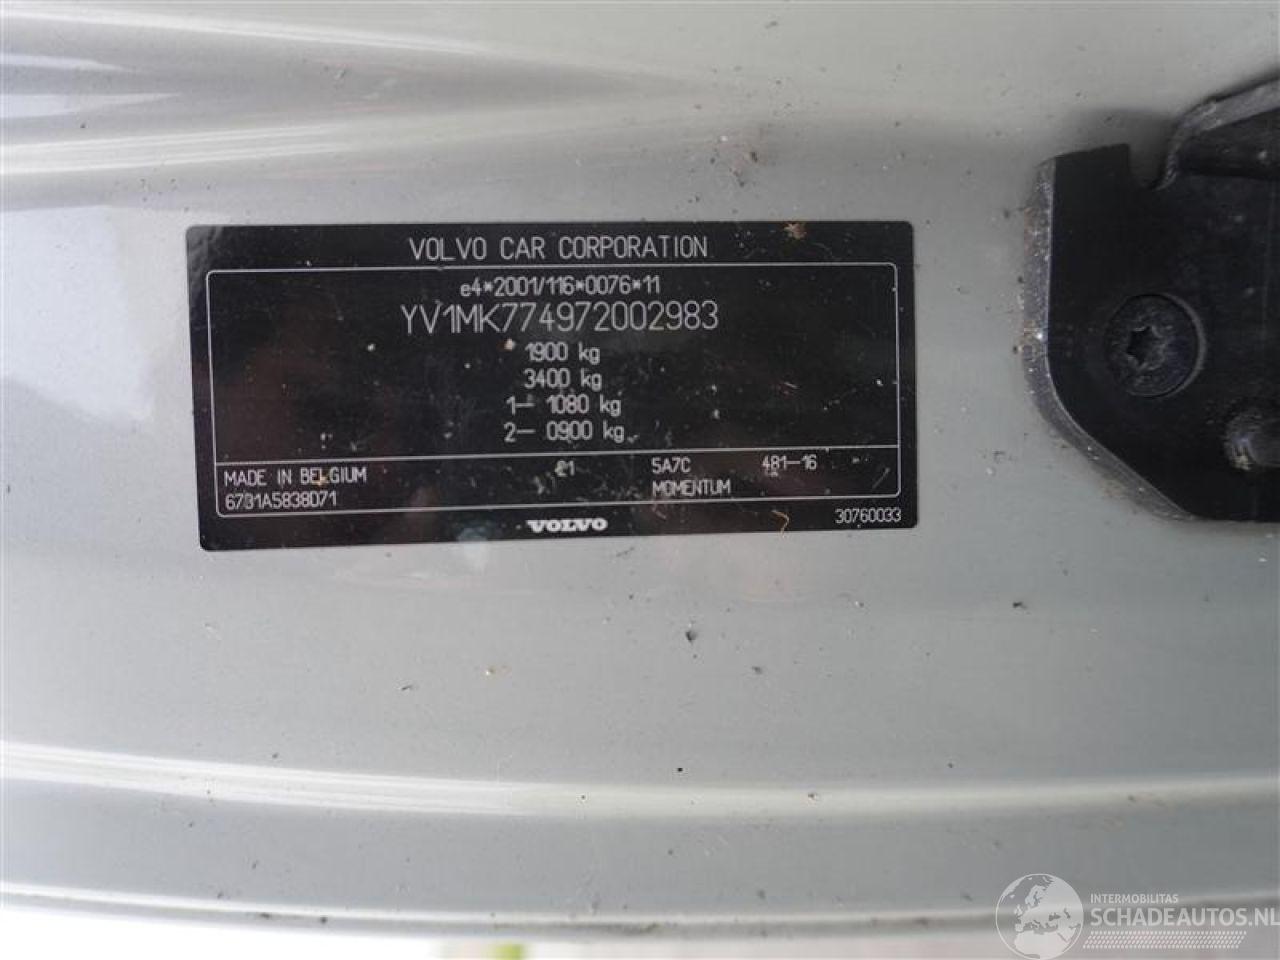 VOLVO CAR CORPORATION
e4*2001/116*0076*11
YV1MK774972002983
1900 kg
3400 kg
1– 1080 kg
2– 0900 kg
MADE IN BELGIUM 21 5A7C 481–16
6731A5838D71 MOMENTUM
VOLVO 30760033
INTERMOBILITAS
SCHADEAUTOS.NL